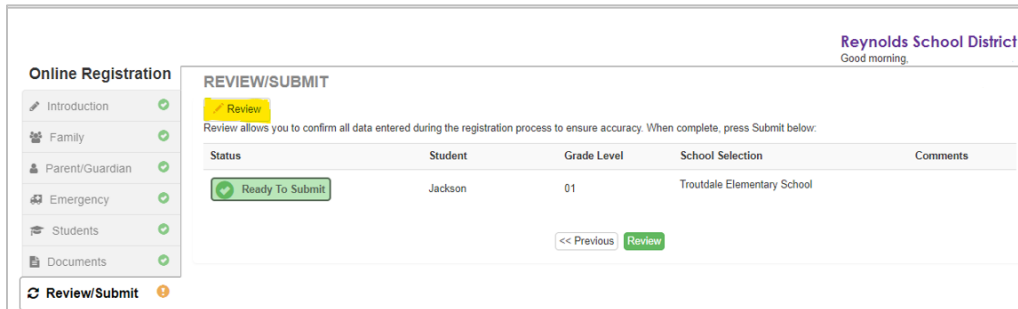 Reynolds School District
Good morning,
Online Registration
Introduction
Family
Parent/Guardian
Emergency
Students
Documents
Review/Submit
REVIEW/SUBMIT
Review
Review allows you to confirm all data entered during the registration process to ensure accuracy. When complete, press Submit below:
Status Student Grade Level School Selection Comments
Ready To Submit Jackson 01 Troutdale Elementary School
<< Previous Review